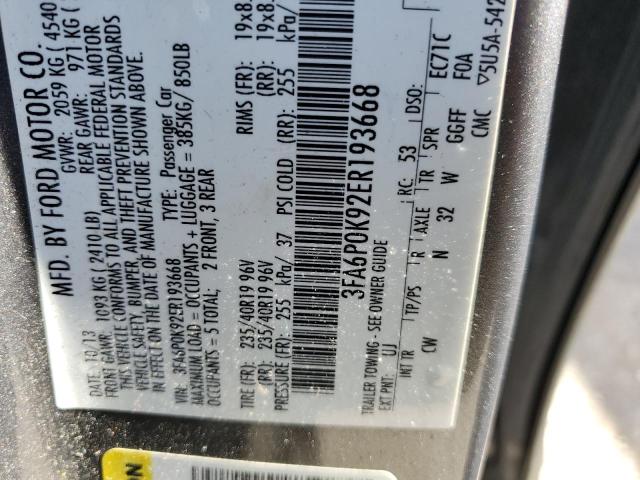 MFD. BY FORD MOTOR CO.
DATE: 10/13 GVWR: 2059 KG ( 4540
FRONT GAWR: 1093 KG ( 2410 LB) REAR GAWR: 971 KG (
THIS VEHICLE CONFORMS TO ALL APPLICABLE FEDERAL MOTOR
VEHICLE SAFETY, BUMPER, AND THEFT PREVENTION STANDARDS
IN EFFECT ON THE DATE OF MANUFACTURE SHOWN ABOVE.
VIN: 3FA6P0K92ER193668 TYPE: Passenger Car
MAXIMUM LOAD = OCCUPANTS + LUGGAGE = 385KG/ 850LB
OCCUPANTS = 5 TOTAL; 2 FRONT, 3 REAR
TIRE (FR): 235/40R19 96V RIMS (FR): 19x8.
TIRE (RR): 235/40R19 96V (RR): 19x8.
PRESSURE (FR): 255 kPa/ 37 PSI COLD (RR): 255 kPa/
3FA6P0K92ER193668
TRAILER TOWING - SEE OWNER GUIDE
EXT PNT: UJ RC: 53 DSO: EC71C
INT TR TP/PS R AXLE TR SPR FOA
CW N 32 W GGFF
CMC ▽5U5A-542
ON